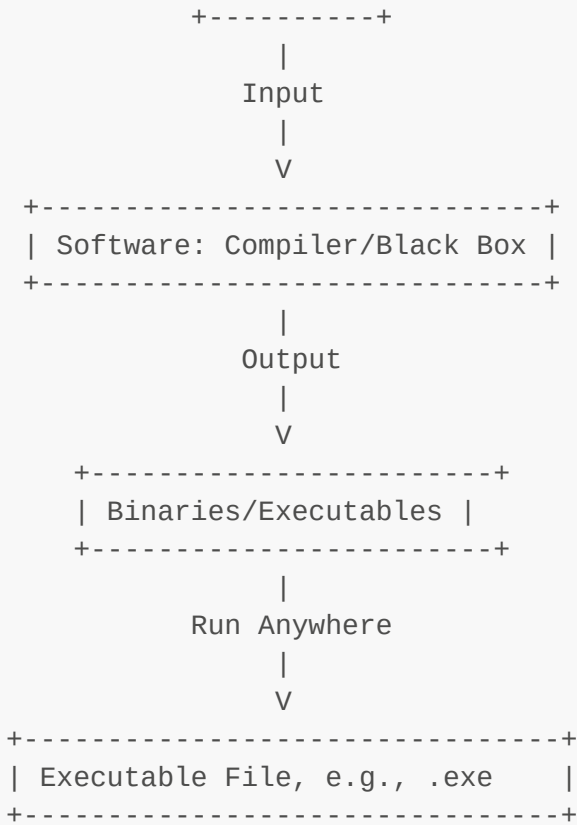 +----------+
|
Input
|
V
+------------------------------+
| Software: Compiler/Black Box |
+------------------------------+
|
Output
|
V
+------------------------+
| Binaries/Executables |
+------------------------+
|
Run Anywhere
|
V
+--------------------------------+
| Executable File, e.g., .exe    |
+--------------------------------+